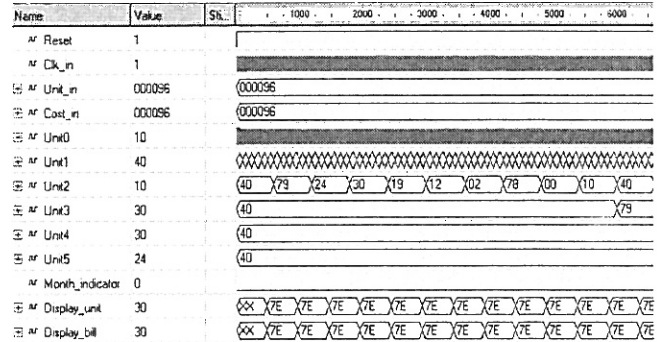 Name Value Sti... 1000 2000 3000 4000 5000 6000
Reset 1
Clk_in 1
Unit_in 000096 000096
Cost_in 000096 000096
Unit0 10
Unit1 40
Unit2 10 40 79 24 30 19 12 02 78 00 10 40
Unit3 30 40 79
Unit4 30 40
Unit5 24 40
Month_indicator 0
Display_unit 30 XX 7E 7E 7E 7E 7E 7E 7E 7E 7E 7E 7E 7E 7E
Display_bill 30 XX 7E 7E 7E 7E 7E 7E 7E 7E 7E 7E 7E 7E 7E